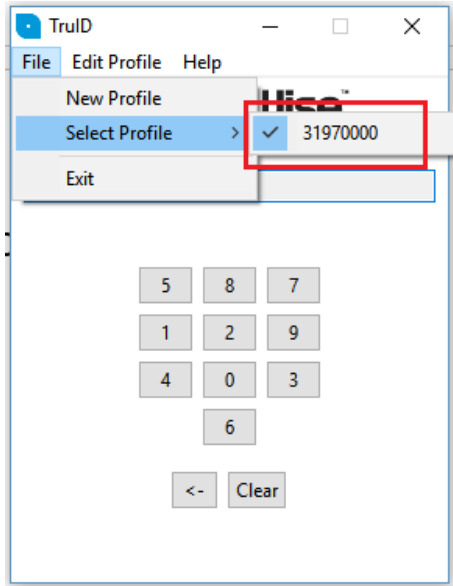 TruID
File Edit Profile Help
New Profile
Select Profile > ✓ 31970000
Exit
5 8 7
1 2 9
4 0 3
6
<- Clear